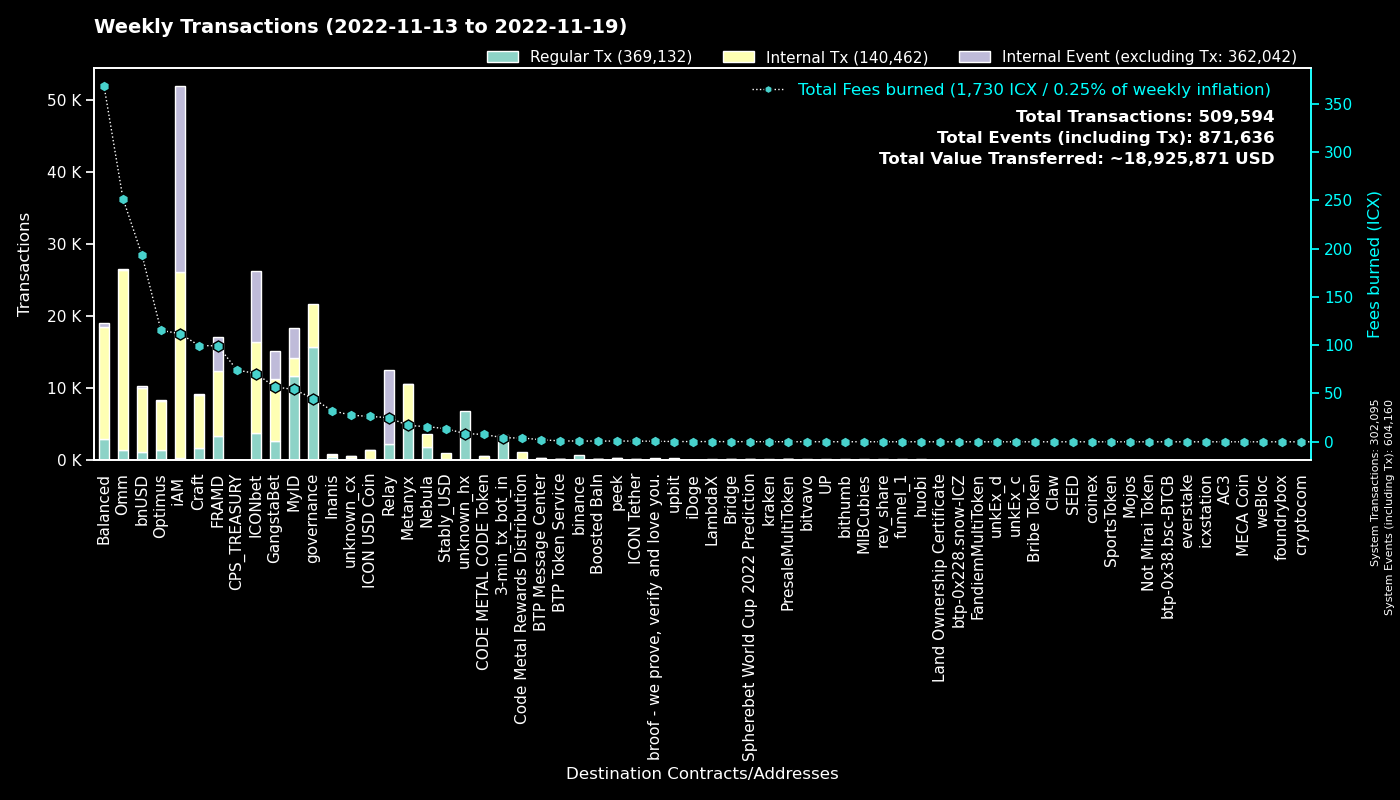 Weekly Transactions (2022-11-13 to 2022-11-19)
Regular Tx (369,132)
Internal Tx (140,462)
Internal Event (excluding Tx: 362,042)
Total Fees burned (1,730 ICX / 0.25% of weekly inflation)
Total Transactions: 509,594
Total Events (including Tx): 871,636
Total Value Transferred: ~18,925,871 USD
Transactions
50 K
40 K
30 K
20 K
10 K
0 K
Fees burned (ICX)
350
300
250
200
150
100
50
0
Balanced
Omm
bnUSD
Optimus
iAM
Craft
FRAMD
CPS_TREASURY
ICONbet
GangstaBet
MyID
governance
Inanis
unknown_cx
ICON USD Coin
Relay
Metanyx
Nebula
Stably_USD
unknown_hx
CODE METAL CODE Token
3-min_tx_bot_in
Code Metal Rewards Distribution
BTP Message Center
BTP Token Service
binance
Boosted Baln
peek
ICON Tether
broof - we prove, verify and love you.
upbit
iDoge
LambdaX
Bridge
Spherebet World Cup 2022 Prediction
kraken
PresaleMultiToken
bitvavo
UP
bithumb
MIBCubies
rev_share
funnel_1
huobi
Land Ownership Certificate
btp-0x228.snow-ICZ
FandiemMultiToken
unkEx_d
unkEx_c
Bribe Token
Claw
SEED
coinex
SportsToken
Mojos
Not Mirai Token
btp-0x38.bsc-BTCB
everstake
icxstation
AC3
MECA Coin
weBloc
foundrybox
cryptocom
Destination Contracts/Addresses
System Transactions: 302,095
System Events (including Tx): 604,160